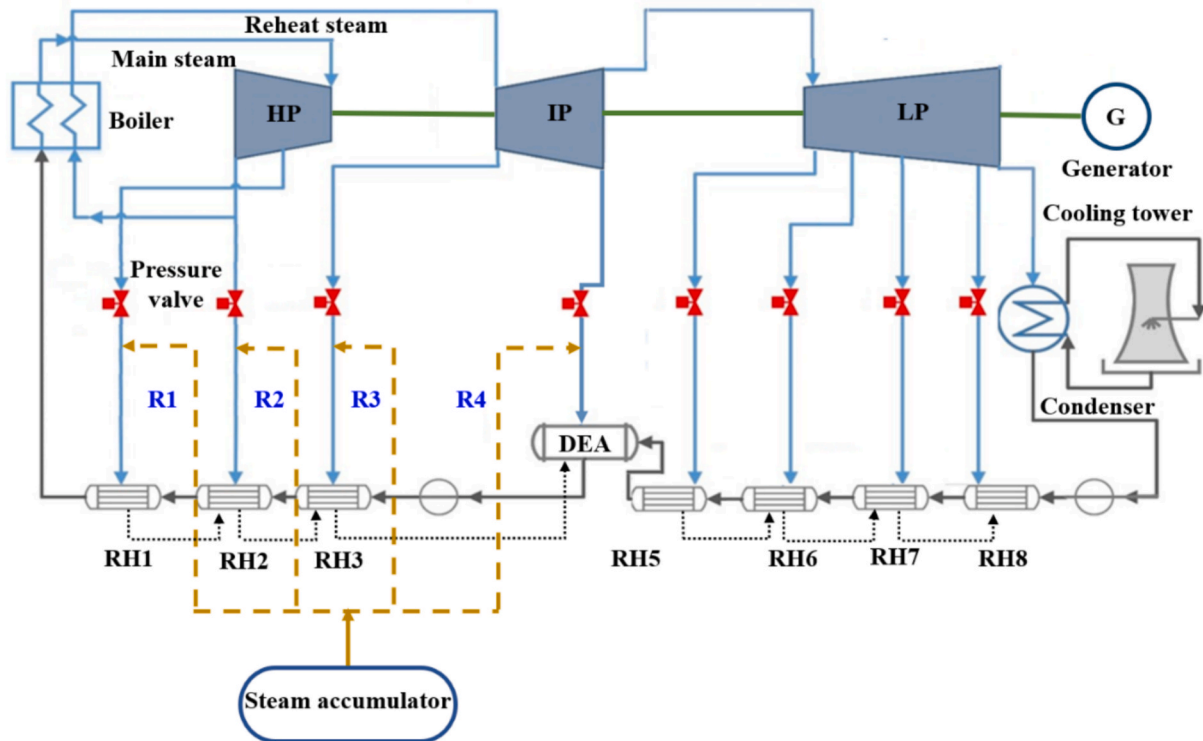 Reheat steam
Main steam
Boiler
HP
IP
LP
G
Generator
Cooling tower
Pressure
valve
R1
R2
R3
R4
DEA
Condenser
RH1
RH2
RH3
RH5
RH6
RH7
RH8
Steam accumulator